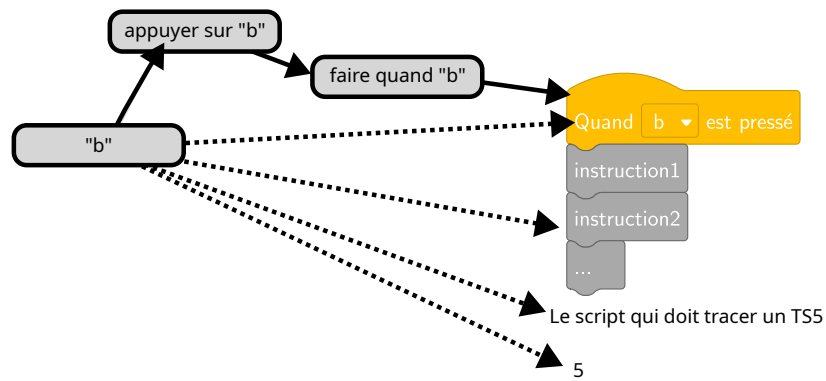 appuyer sur "b"
faire quand "b"
"b"
Quand b est pressé
instruction1
instruction2
...
Le script qui doit tracer un TS5
5